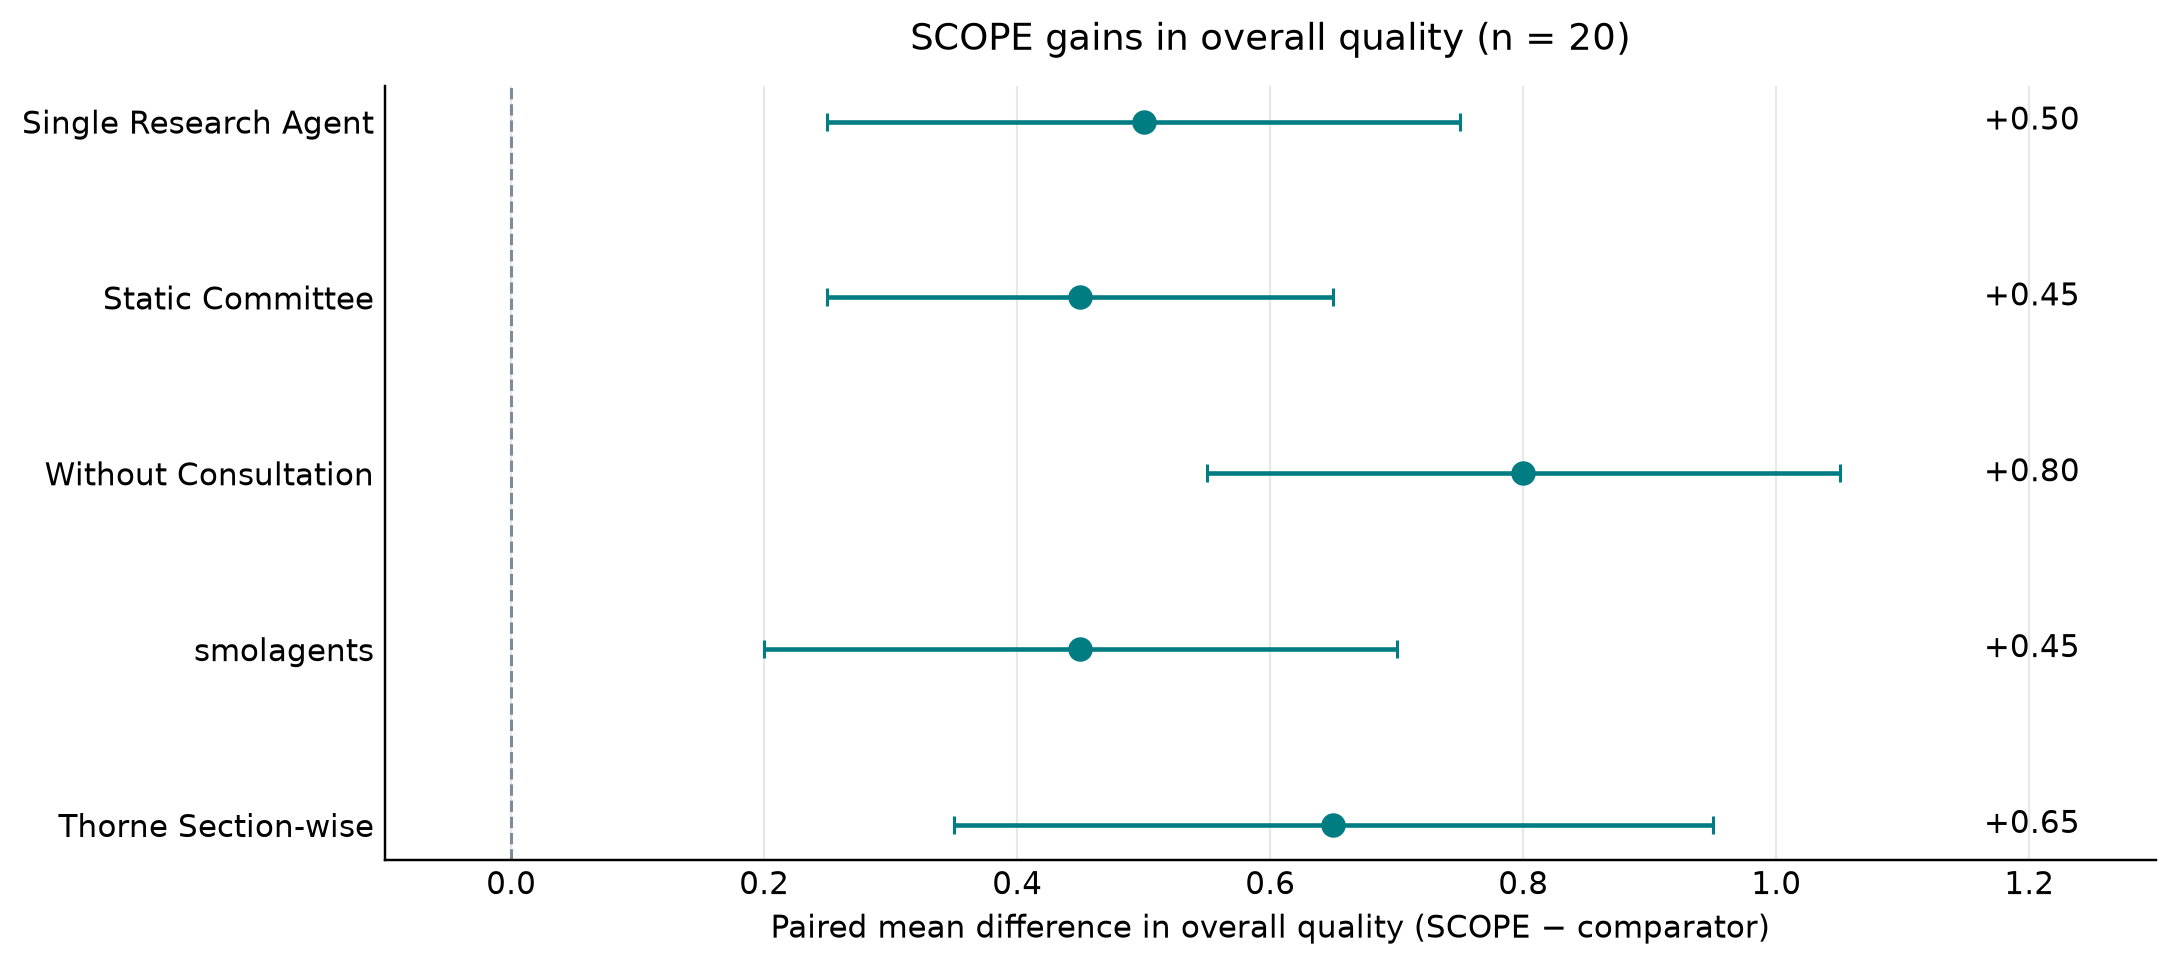 SCOPE gains in overall quality (n = 20)
Single Research Agent +0.50
Static Committee +0.45
Without Consultation +0.80
smolagents +0.45
Thorne Section-wise +0.65
0.0 0.2 0.4 0.6 0.8 1.0 1.2
Paired mean difference in overall quality (SCOPE − comparator)